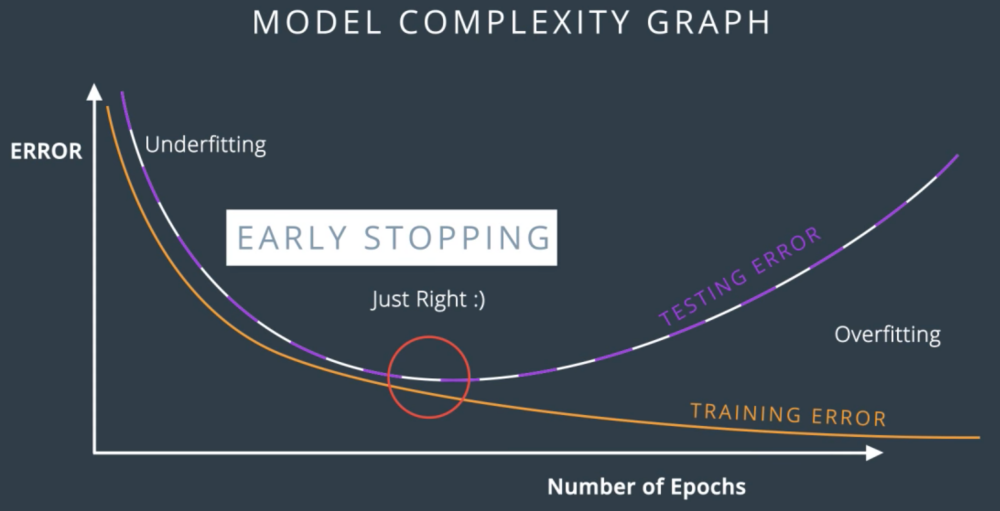 MODEL COMPLEXITY GRAPH
ERROR
Underfitting
EARLY STOPPING
Just Right :)
TESTING ERROR
Overfitting
TRAINING ERROR
Number of Epochs